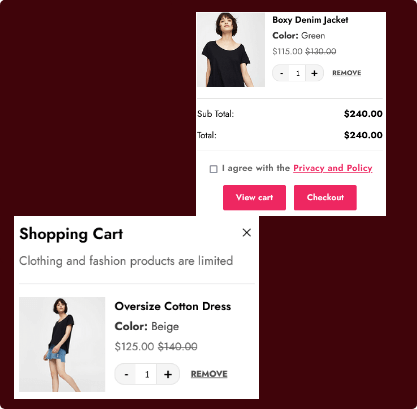 Boxy Denim Jacket
Color: Green
$115.00 $130.00
- 1 + REMOVE
Sub Total: $240.00
Total: $240.00
I agree with the Privacy and Policy
View cart Checkout
Shopping Cart
Clothing and fashion products are limited
Oversize Cotton Dress
Color: Beige
$125.00 $140.00
- 1 + REMOVE